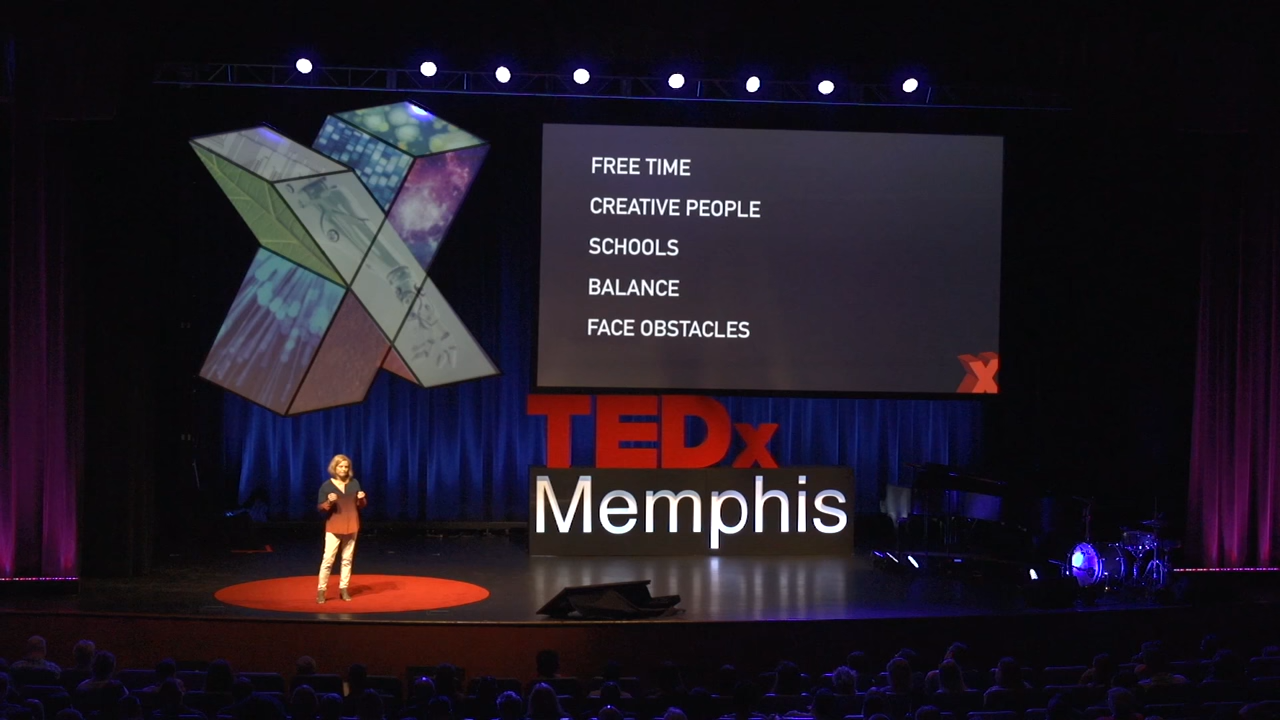 FREE TIME
CREATIVE PEOPLE
SCHOOLS
BALANCE
FACE OBSTACLES
X
TEDx
Memphis